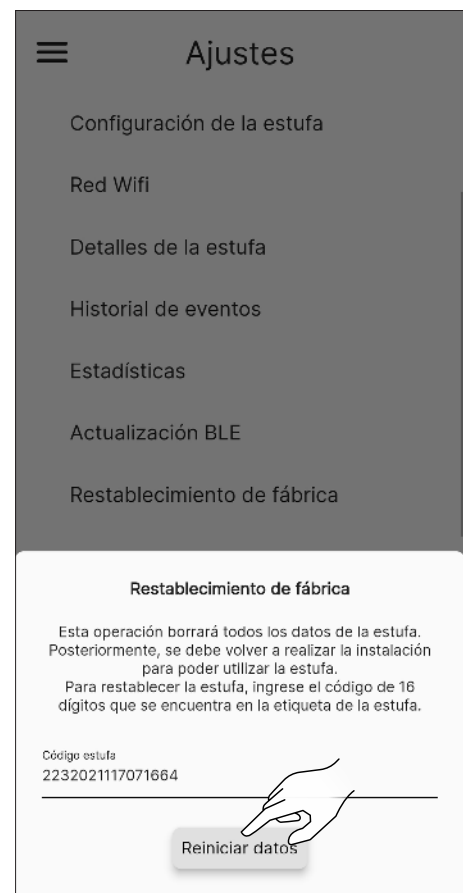 Ajustes
Configuración de la estufa
Red Wifi
Detalles de la estufa
Historial de eventos
Estadísticas
Actualización BLE
Restablecimiento de fábrica
Restablecimiento de fábrica
Esta operación borrará todos los datos de la estufa.
Posteriormente, se debe volver a realizar la instalación
para poder utilizar la estufa.
Para restablecer la estufa, ingrese el código de 16
dígitos que se encuentra en la etiqueta de la estufa.
Código estufa
2232021117071664
Reiniciar datos